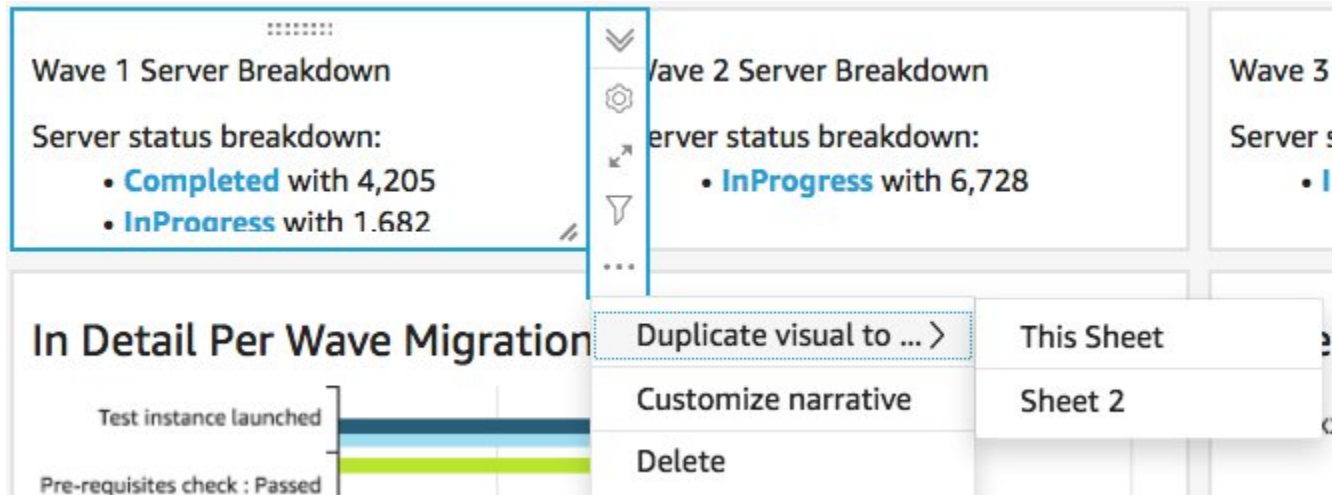 Wave 1 Server Breakdown
Server status breakdown:
• Completed with 4,205
• InProgress with 1,682
Wave 2 Server Breakdown
Server status breakdown:
• InProgress with 6,728
Wave 3
Server
In Detail Per Wave Migration
Test instance launched
Pre-requisites check : Passed
Duplicate visual to ... >
Customize narrative
Delete
This Sheet
Sheet 2